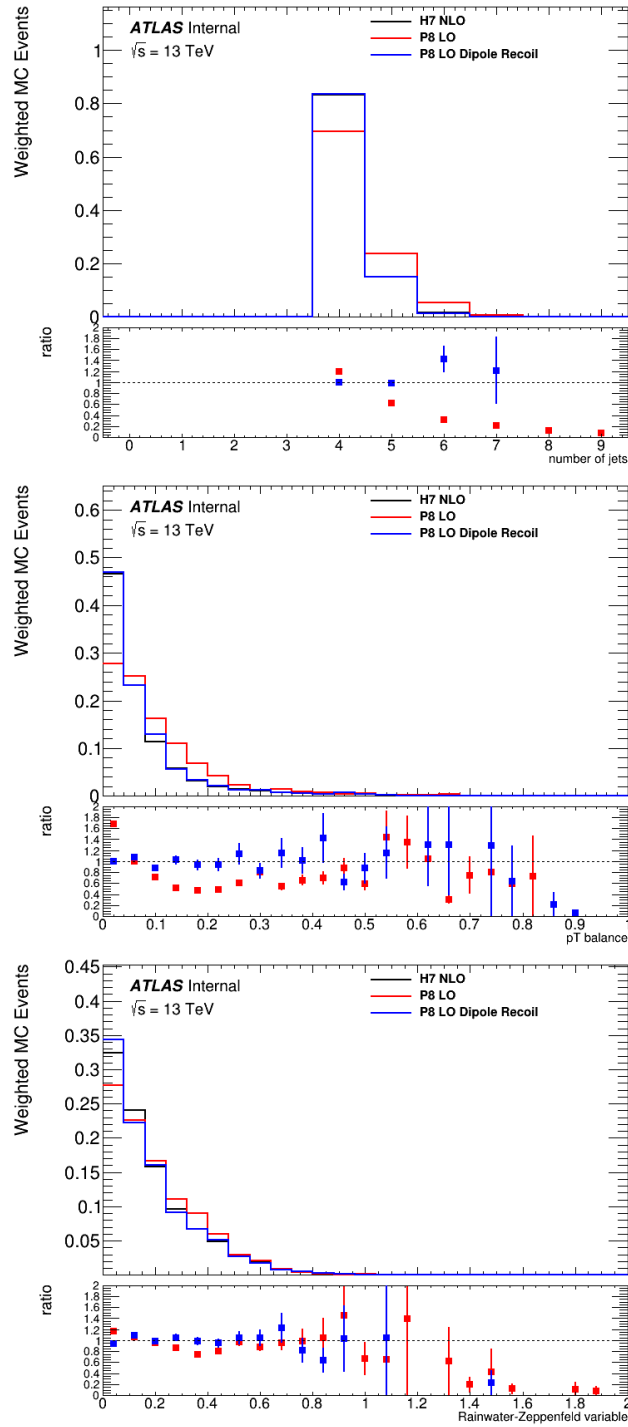 ATLAS Internal
√s = 13 TeV
H7 NLO
P8 LO
P8 LO Dipole Recoil
Weighted MC Events
1
0.8
0.6
0.4
0.2
0
ratio
2
1.8
1.6
1.4
1.2
1
0.8
0.6
0.4
0.2
0
0 1 2 3 4 5 6 7 8 9
number of jets
ATLAS Internal
√s = 13 TeV
H7 NLO
P8 LO
P8 LO Dipole Recoil
Weighted MC Events
0.6
0.5
0.4
0.3
0.2
0.1
0
ratio
2
1.8
1.6
1.4
1.2
1
0.8
0.6
0.4
0.2
0
0 0.1 0.2 0.3 0.4 0.5 0.6 0.7 0.8 0.9
pT balance
ATLAS Internal
√s = 13 TeV
H7 NLO
P8 LO
P8 LO Dipole Recoil
Weighted MC Events
0.45
0.4
0.35
0.3
0.25
0.2
0.15
0.1
0.05
ratio
2
1.8
1.6
1.4
1.2
1
0.8
0.6
0.4
0.2
0
0 0.2 0.4 0.6 0.8 1 1.2 1.4 1.6 1.8 2
Rainwater-Zeppenfeld variable